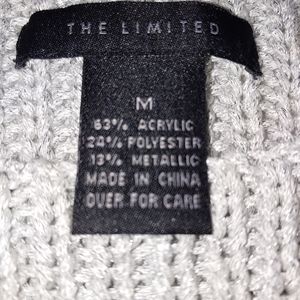 THE LIMITED
M
63% ACRYLIC
24% POLYESTER
13% METALLIC
MADE IN CHINA
OVER FOR CARE